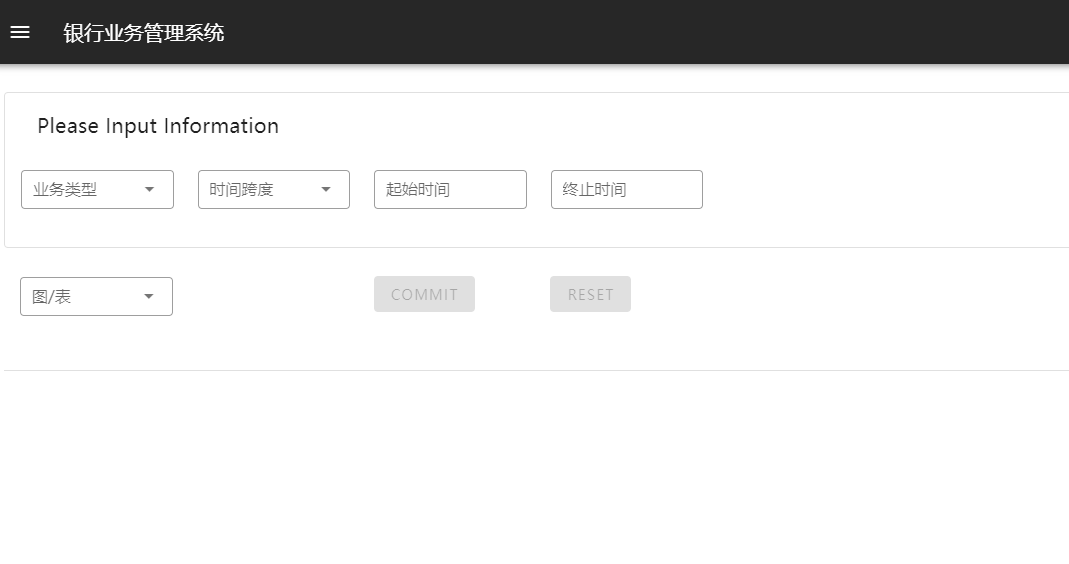 银行业务管理系统
Please Input Information
业务类型 时间跨度 起始时间 终止时间
图/表 COMMIT RESET